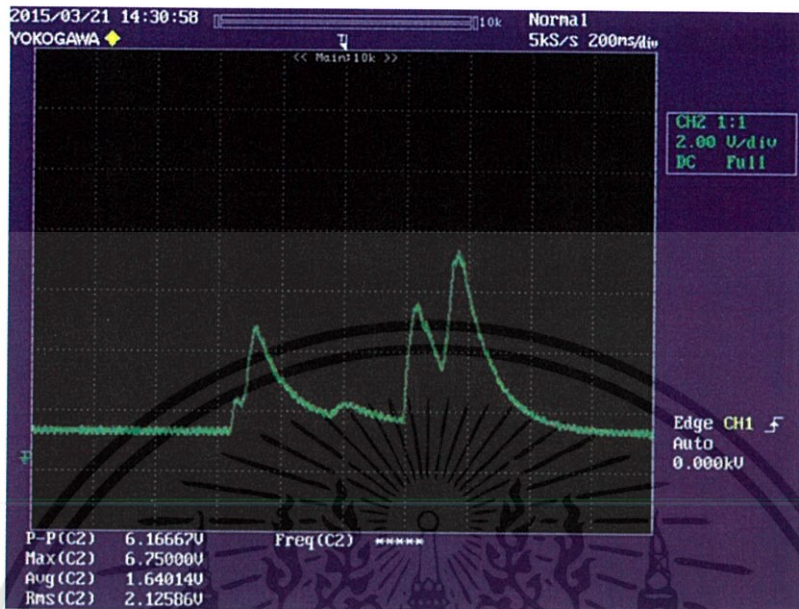 2015/03/21 14:30:58
10k
Normal
YOKOGAWA
5kS/s 200ms/div
<< Main:10k >>
CH2 1:1
2.00 V/div
DC Full
Edge CH1
Auto
0.000kV
P-P(C2) 6.16667V
Freq(C2) *****
Max(C2) 6.75000V
Avg(C2) 1.64014V
Rms(C2) 2.12586V